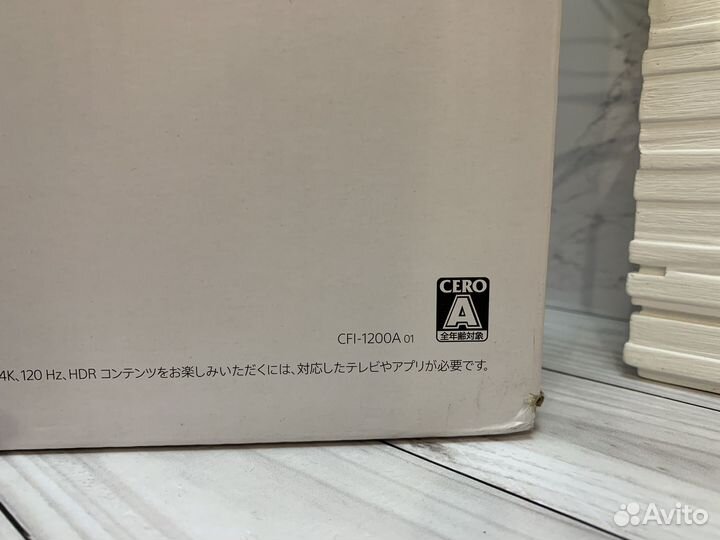 CERO
A
全年齢対象
CFI-1200A 01
4K、120 Hz、HDR コンテンツをお楽しみいただくには、対応したテレビやアプリが必要です。
Avito